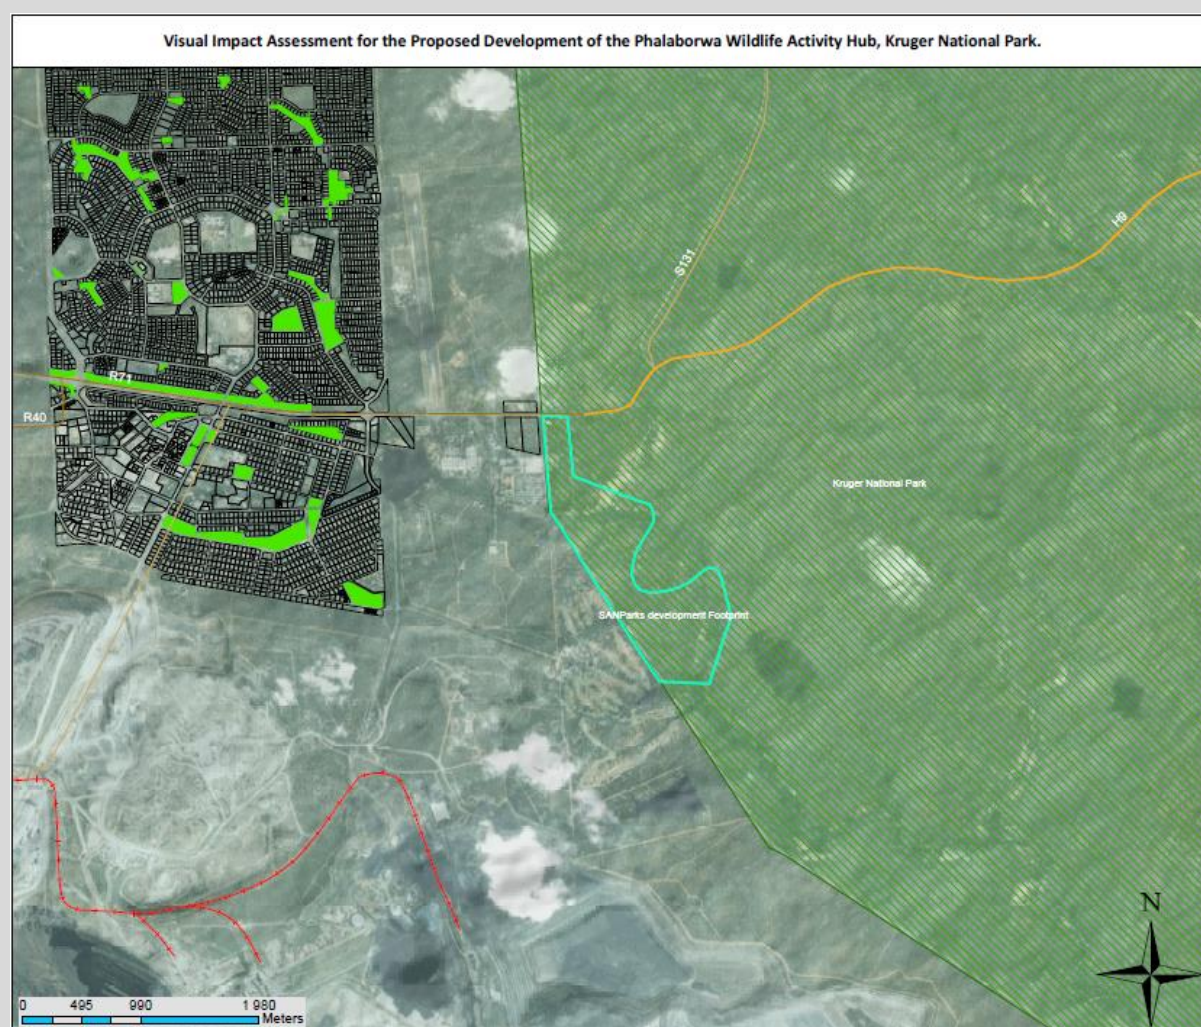 Visual Impact Assessment for the Proposed Development of the Phalaborwa Wildlife Activity Hub, Kruger National Park.
S131
H9
R71
R40
Kruger National Park
SANParks development Footprint
N
0 495 990 1 980
Meters